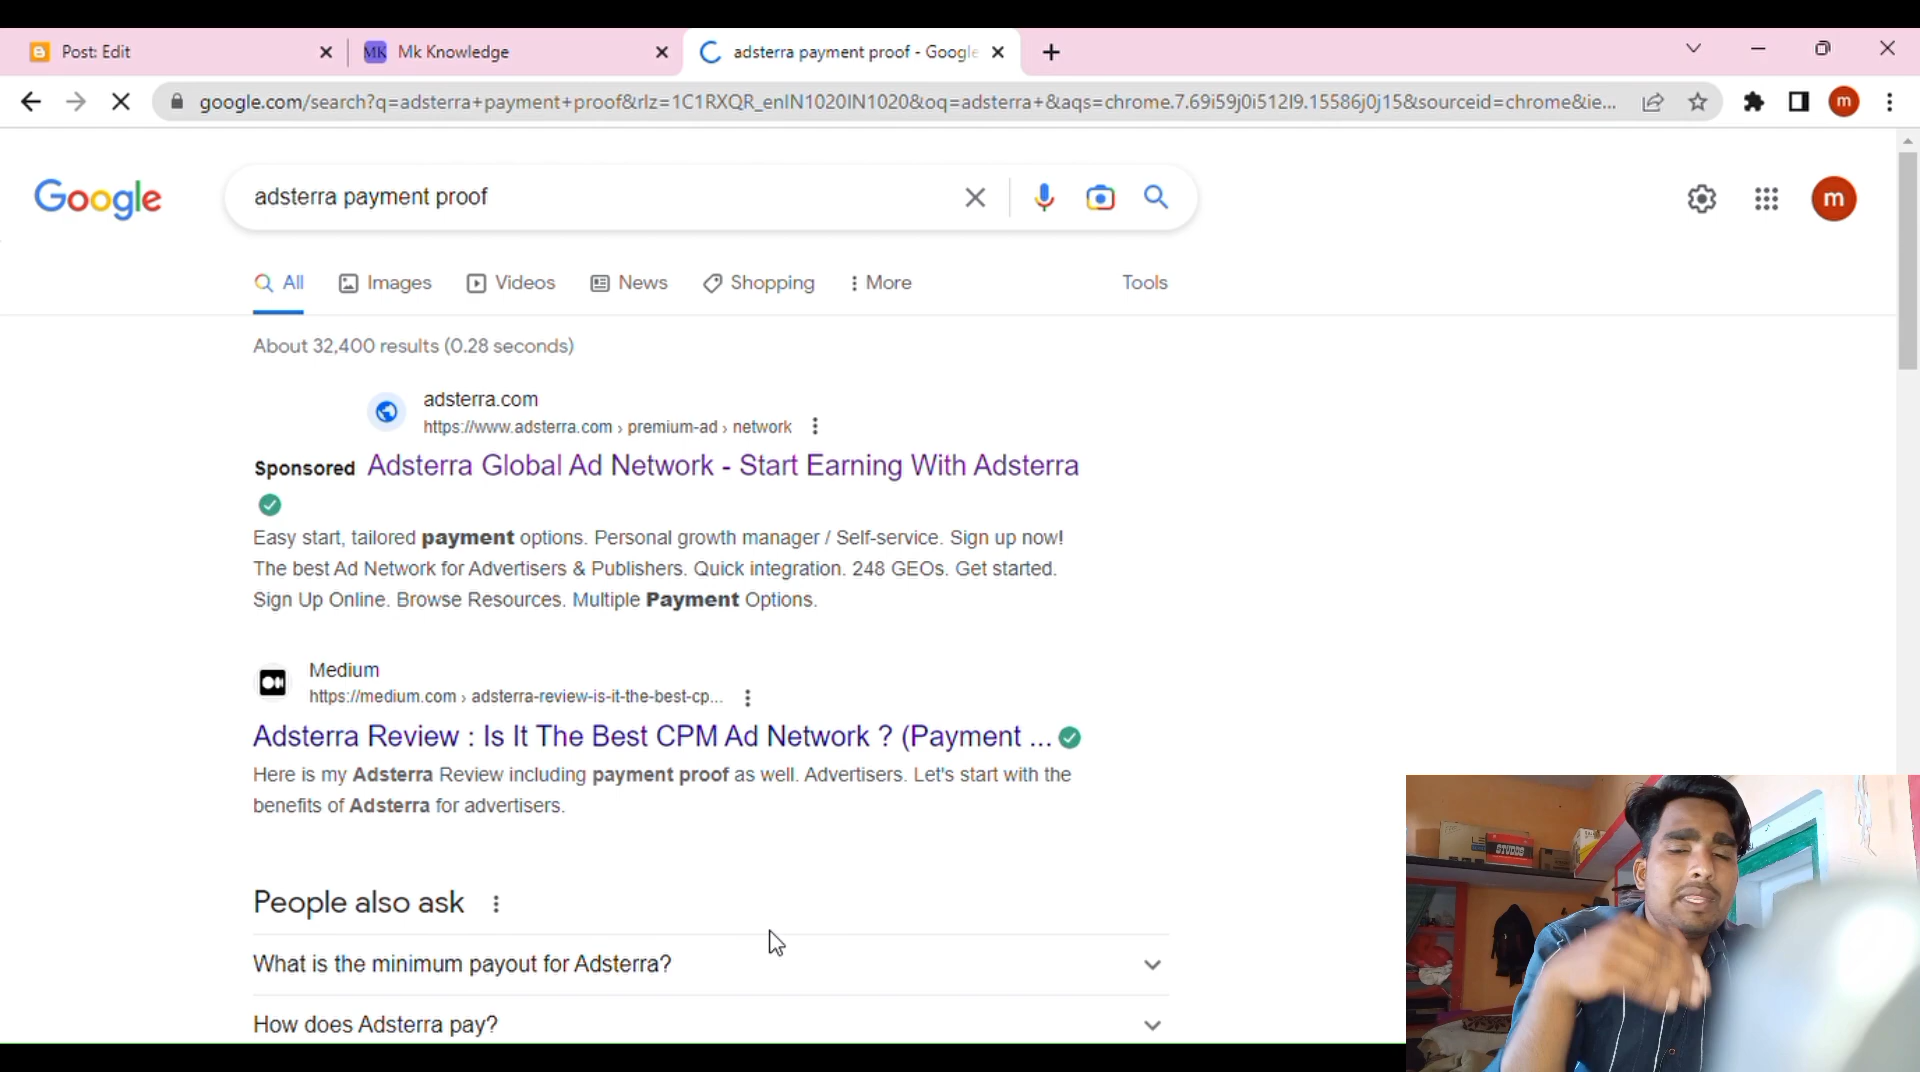 Post: Edit
MK Mk Knowledge
adsterra payment proof - Google
google.com/search?q=adsterra+payment+proof&rlz=1C1RXQR_enIN1020IN1020&oq=adsterra+&aqs=chrome.7.69i59j0i512l9.15586j0j15&sourceid=chrome&ie...
m
Google
adsterra payment proof
m
All
Images
Videos
News
Shopping
More
Tools
About 32,400 results (0.28 seconds)
adsterra.com
https://www.adsterra.com › premium-ad › network
Sponsored Adsterra Global Ad Network - Start Earning With Adsterra
Easy start, tailored payment options. Personal growth manager / Self-service. Sign up now!
The best Ad Network for Advertisers & Publishers. Quick integration. 248 GEOs. Get started.
Sign Up Online. Browse Resources. Multiple Payment Options.
Medium
https://medium.com › adsterra-review-is-it-the-best-cp...
Adsterra Review : Is It The Best CPM Ad Network ? (Payment ...
Here is my Adsterra Review including payment proof as well. Advertisers. Let's start with the
benefits of Adsterra for advertisers.
People also ask
What is the minimum payout for Adsterra?
How does Adsterra pay?
STUDDS